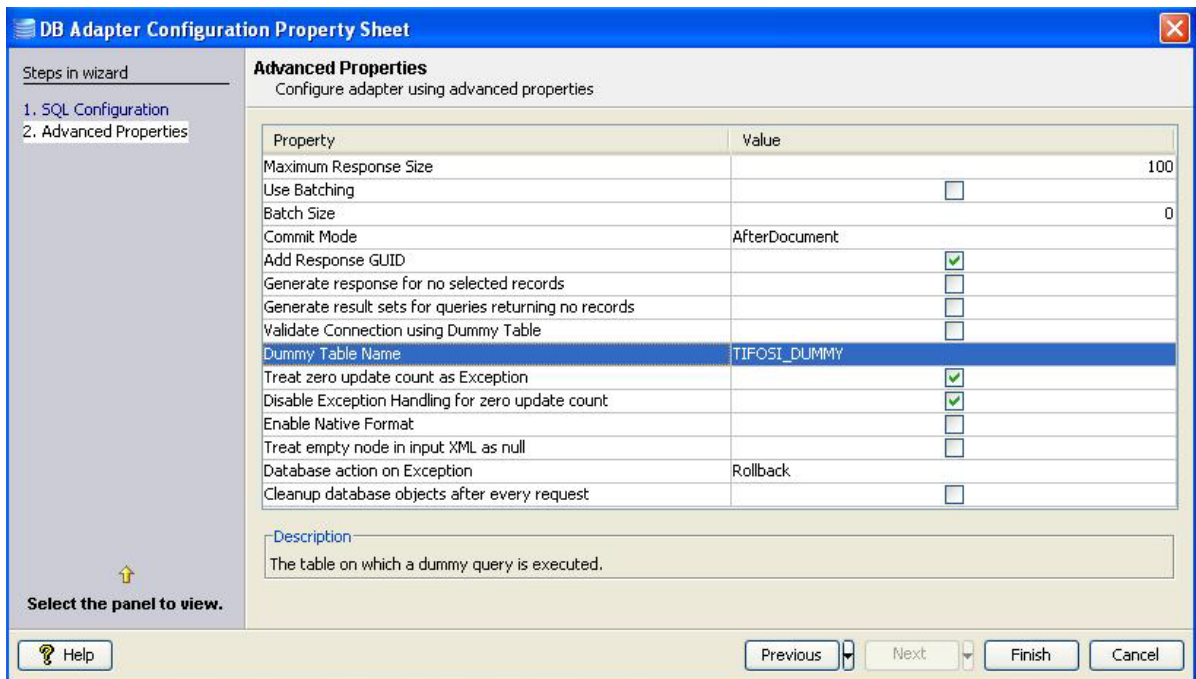 DB Adapter Configuration Property Sheet
Steps in wizard
1. SQL Configuration
2. Advanced Properties
Select the panel to view.
Advanced Properties
Configure adapter using advanced properties
Property Value
Maximum Response Size 100
Use Batching
Batch Size 0
Commit Mode AfterDocument
Add Response GUID
Generate response for no selected records
Generate result sets for queries returning no records
Validate Connection using Dummy Table
Dummy Table Name TIFOSI_DUMMY
Treat zero update count as Exception
Disable Exception Handling for zero update count
Enable Native Format
Treat empty node in input XML as null
Database action on Exception Rollback
Cleanup database objects after every request
Description
The table on which a dummy query is executed.
Help Previous Next Finish Cancel